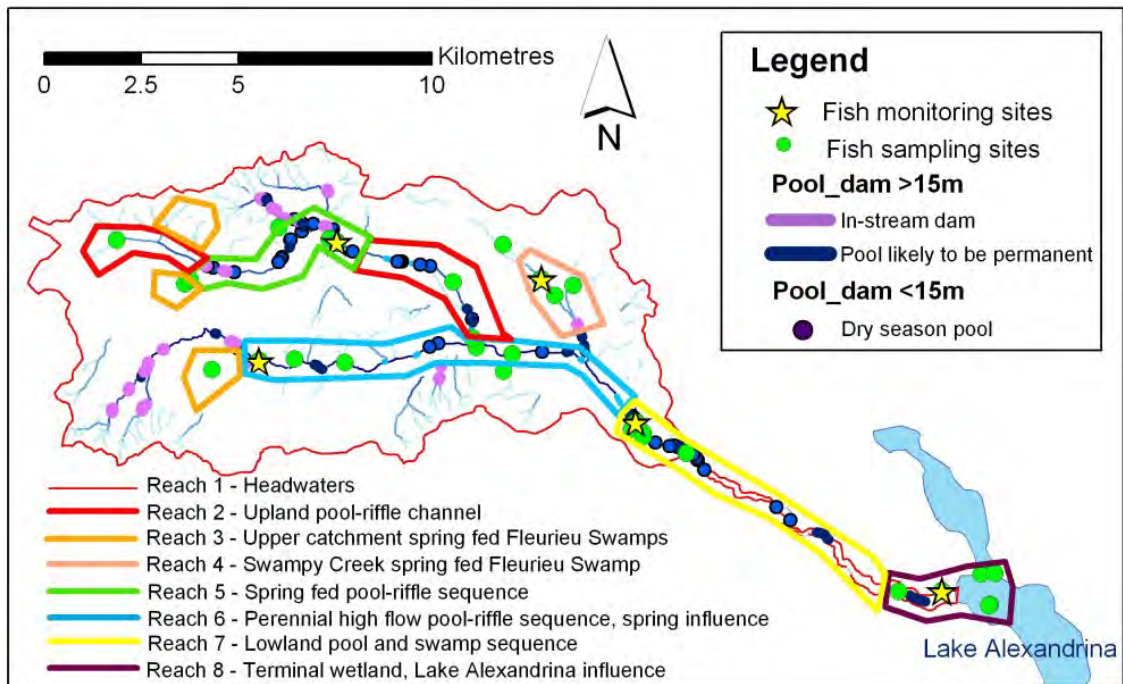 Kilometres
0 2.5 5 10
N
Legend
Fish monitoring sites
Fish sampling sites
Pool_dam >15m
In-stream dam
Pool likely to be permanent
Pool_dam <15m
Dry season pool
Reach 1 - Headwaters
Reach 2 - Upland pool-riffle channel
Reach 3 - Upper catchment spring fed Fleurieu Swamps
Reach 4 - Swampy Creek spring fed Fleurieu Swamp
Reach 5 - Spring fed pool-riffle sequence
Reach 6 - Perennial high flow pool-riffle sequence, spring influence
Reach 7 - Lowland pool and swamp sequence
Reach 8 - Terminal wetland, Lake Alexandrina influence
Lake Alexandrina